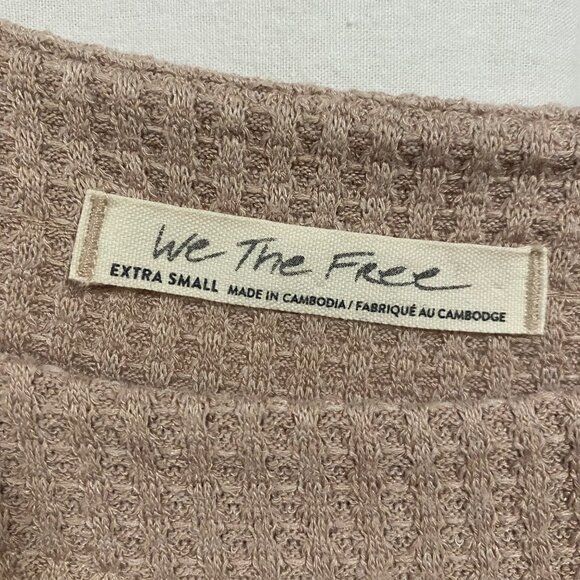 We The Free
EXTRA SMALL MADE IN CAMBODIA / FABRIQUÉ AU CAMBODGE